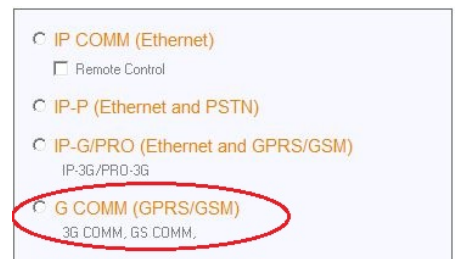 IP COMM (Ethernet)
Remote Control
IP-P (Ethernet and PSTN)
IP-G/PRO (Ethernet and GPRS/GSM)
IP-3G/PRO-3G
G COMM (GPRS/GSM)
3G COMM, GS COMM,